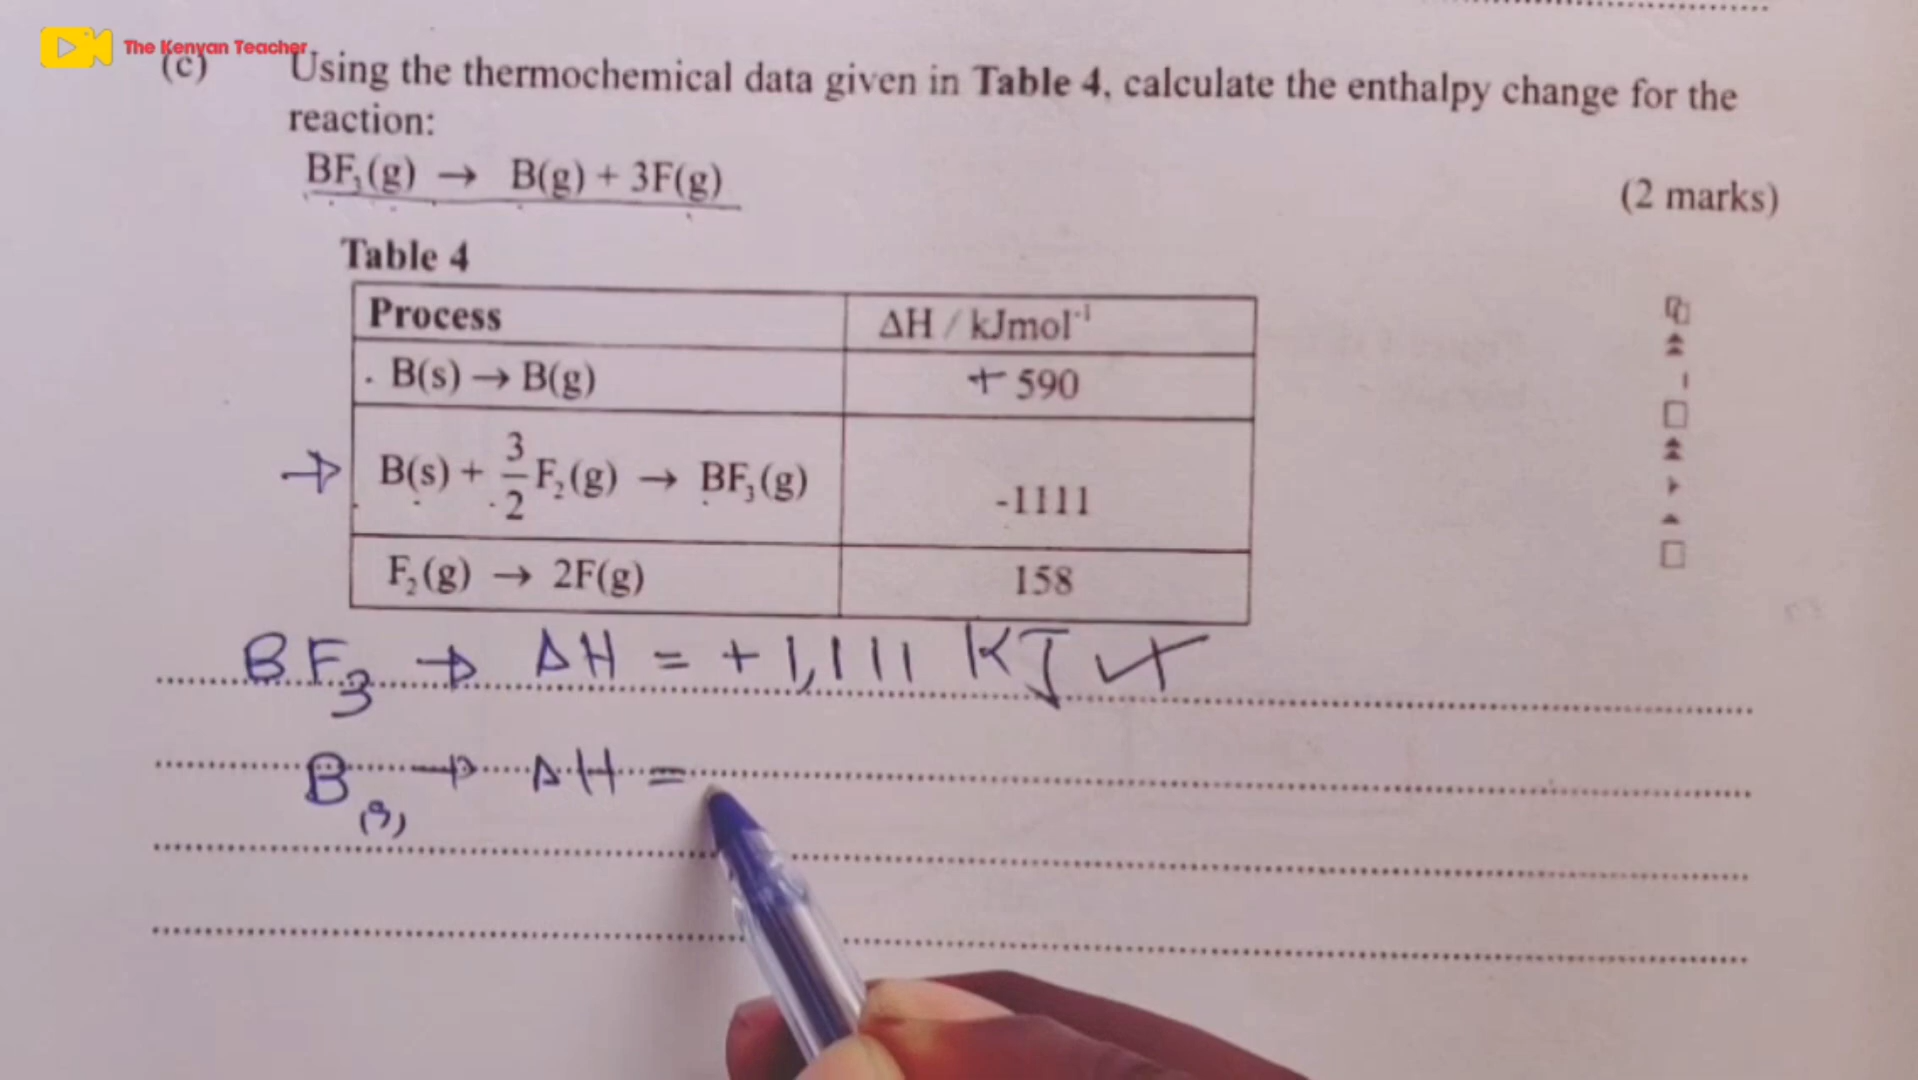 The Kenyan Teacher
(c) Using the thermochemical data given in Table 4, calculate the enthalpy change for the
reaction:
BF₃(g) → B(g) + 3F(g)
(2 marks)
Table 4
Process ΔH / kJmol⁻¹
B(s) → B(g) + 590
B(s) + 3/2 F₂(g) → BF₃(g) -1111
F₂(g) → 2F(g) 158
BF₃ → ΔH = +1,111 KJ
B(g) → ΔH =